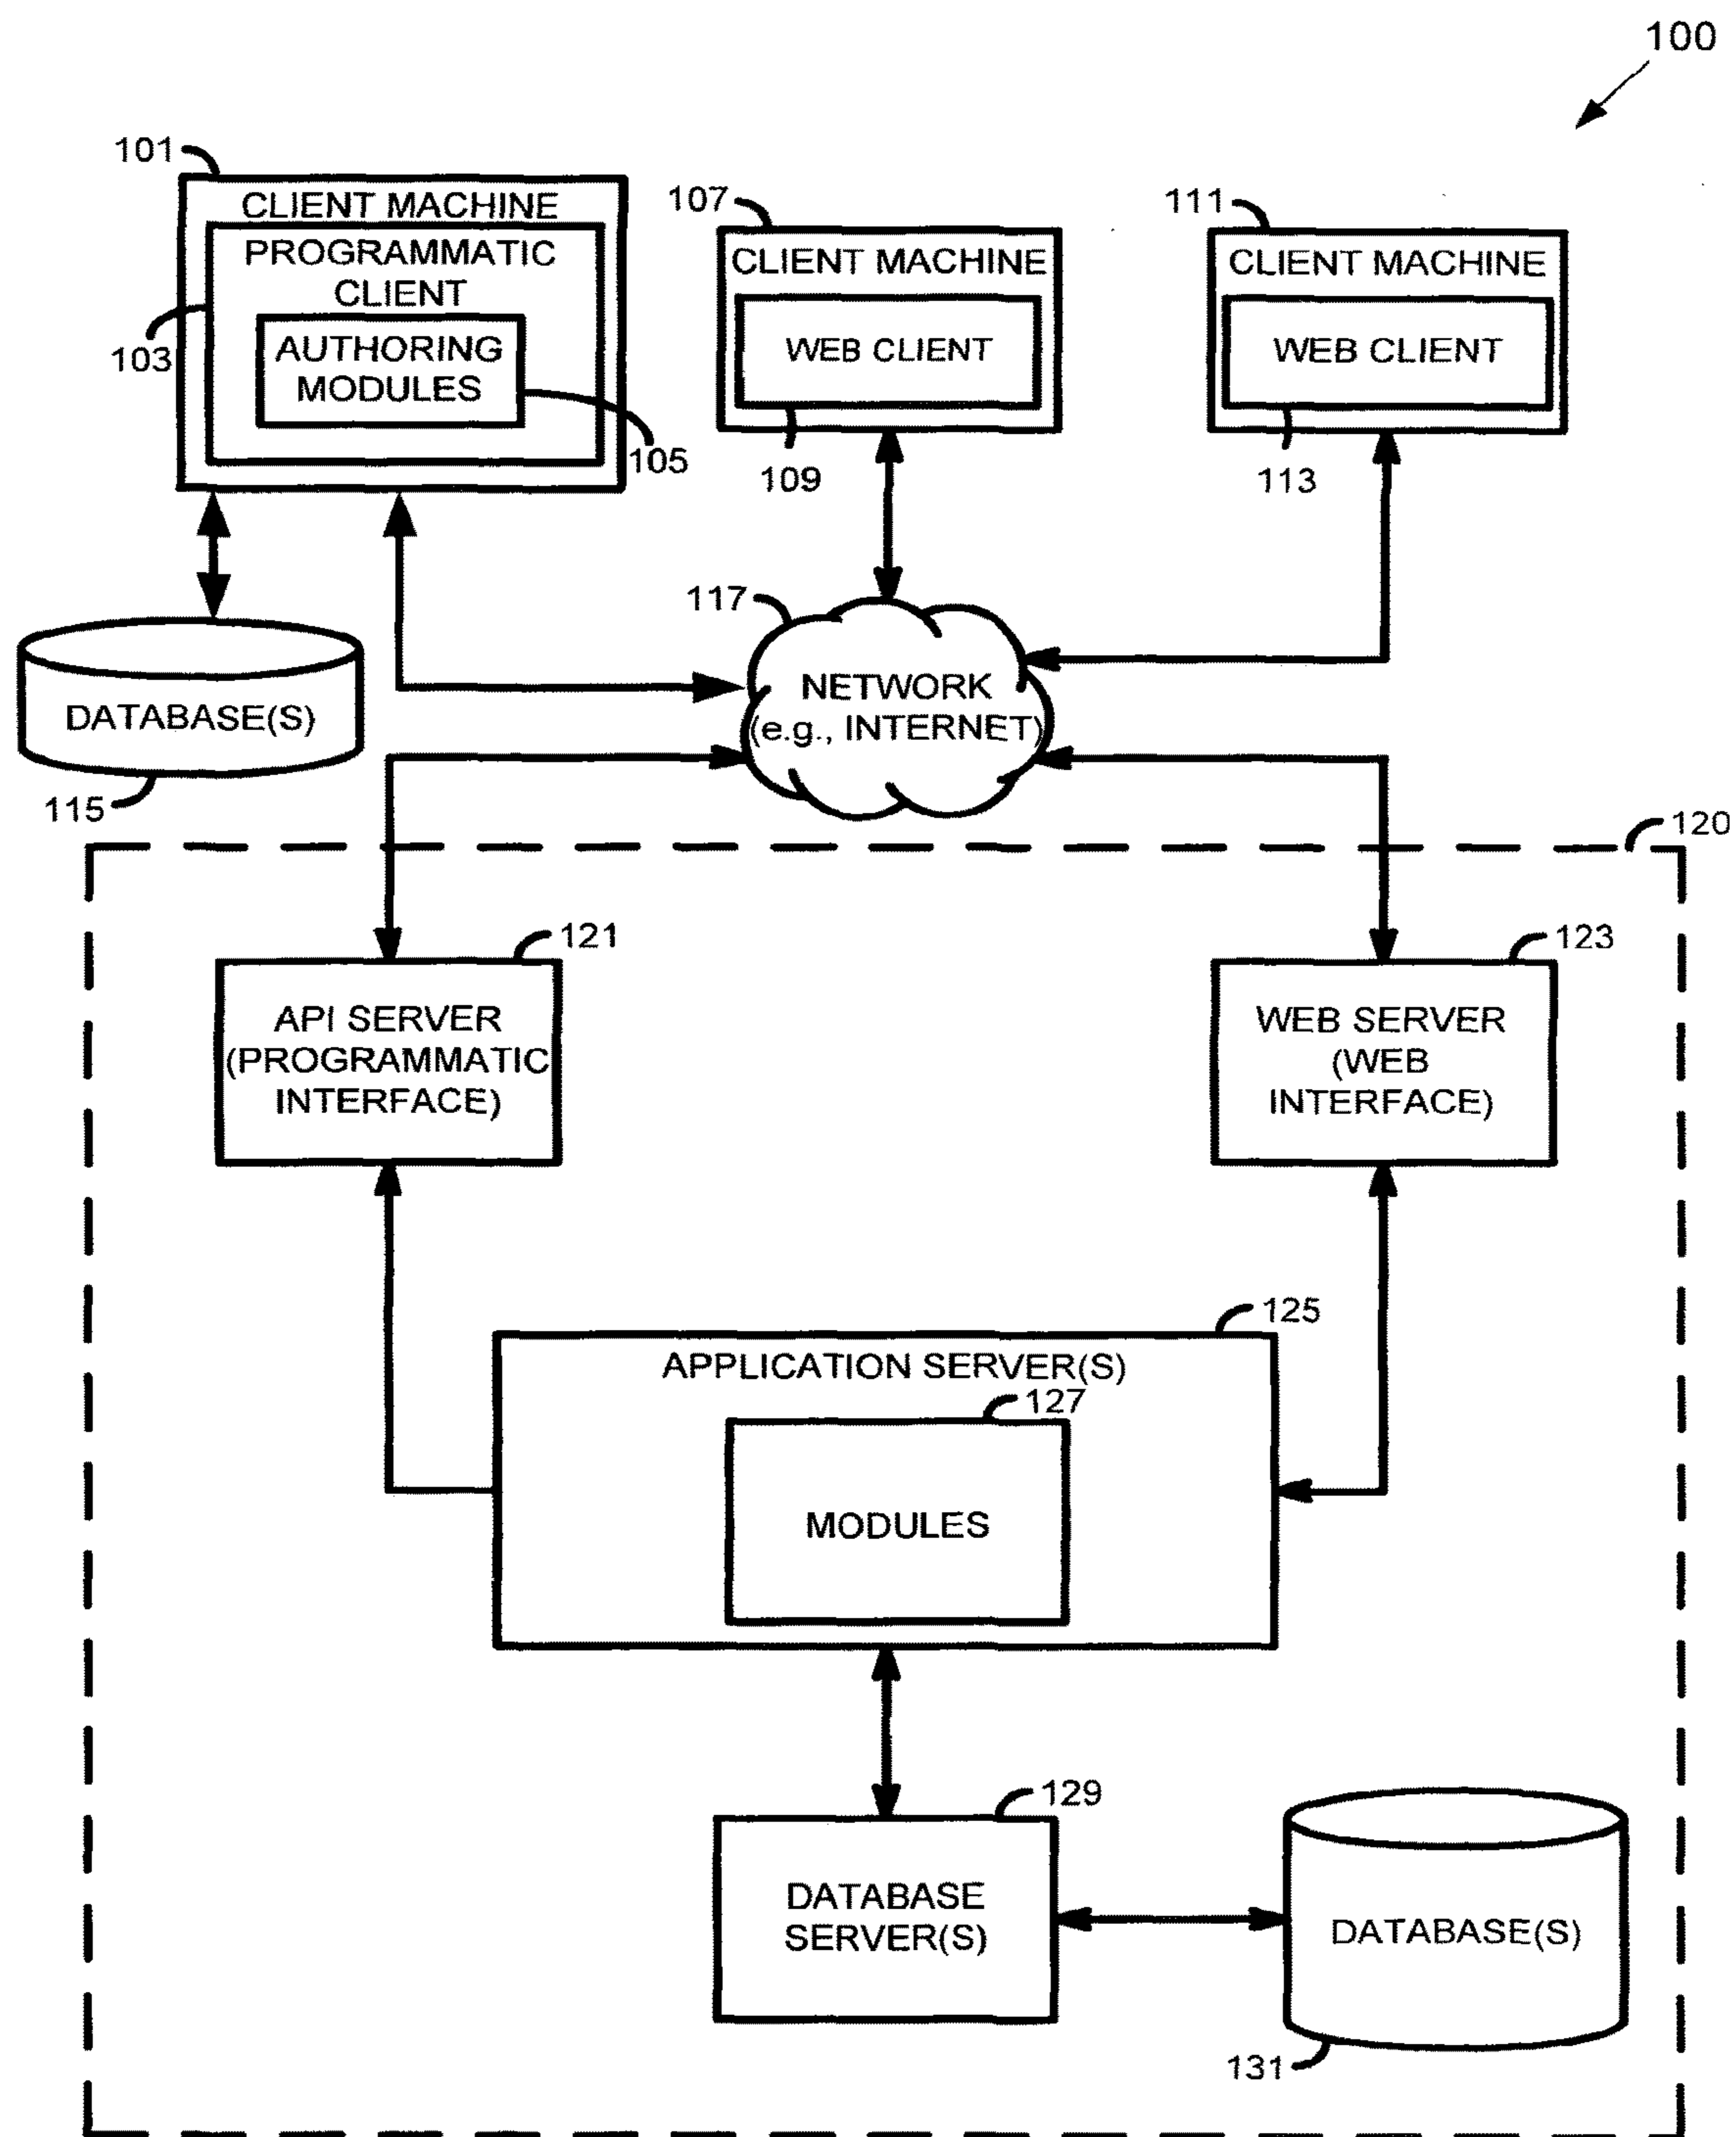 100
101
CLIENT MACHINE
PROGRAMMATIC
CLIENT
AUTHORING
MODULES
103
105
107
CLIENT MACHINE
WEB CLIENT
109
111
CLIENT MACHINE
WEB CLIENT
113
117
NETWORK
(e.g., INTERNET)
DATABASE(S)
115
120
121
API SERVER
(PROGRAMMATIC
INTERFACE)
123
WEB SERVER
(WEB
INTERFACE)
125
APPLICATION SERVER(S)
127
MODULES
129
DATABASE
SERVER(S)
DATABASE(S)
131